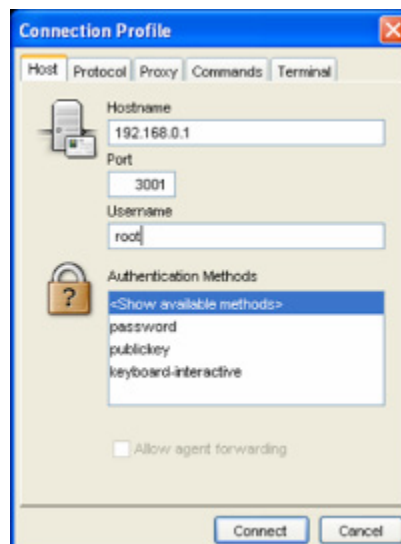 Connection Profile
Host Protocol Proxy Commands Terminal
Hostname
192.168.0.1
Port
3001
Username
root
Authentication Methods
<Show available methods>
password
publickey
keyboard-interactive
Allow agent forwarding
Connect Cancel